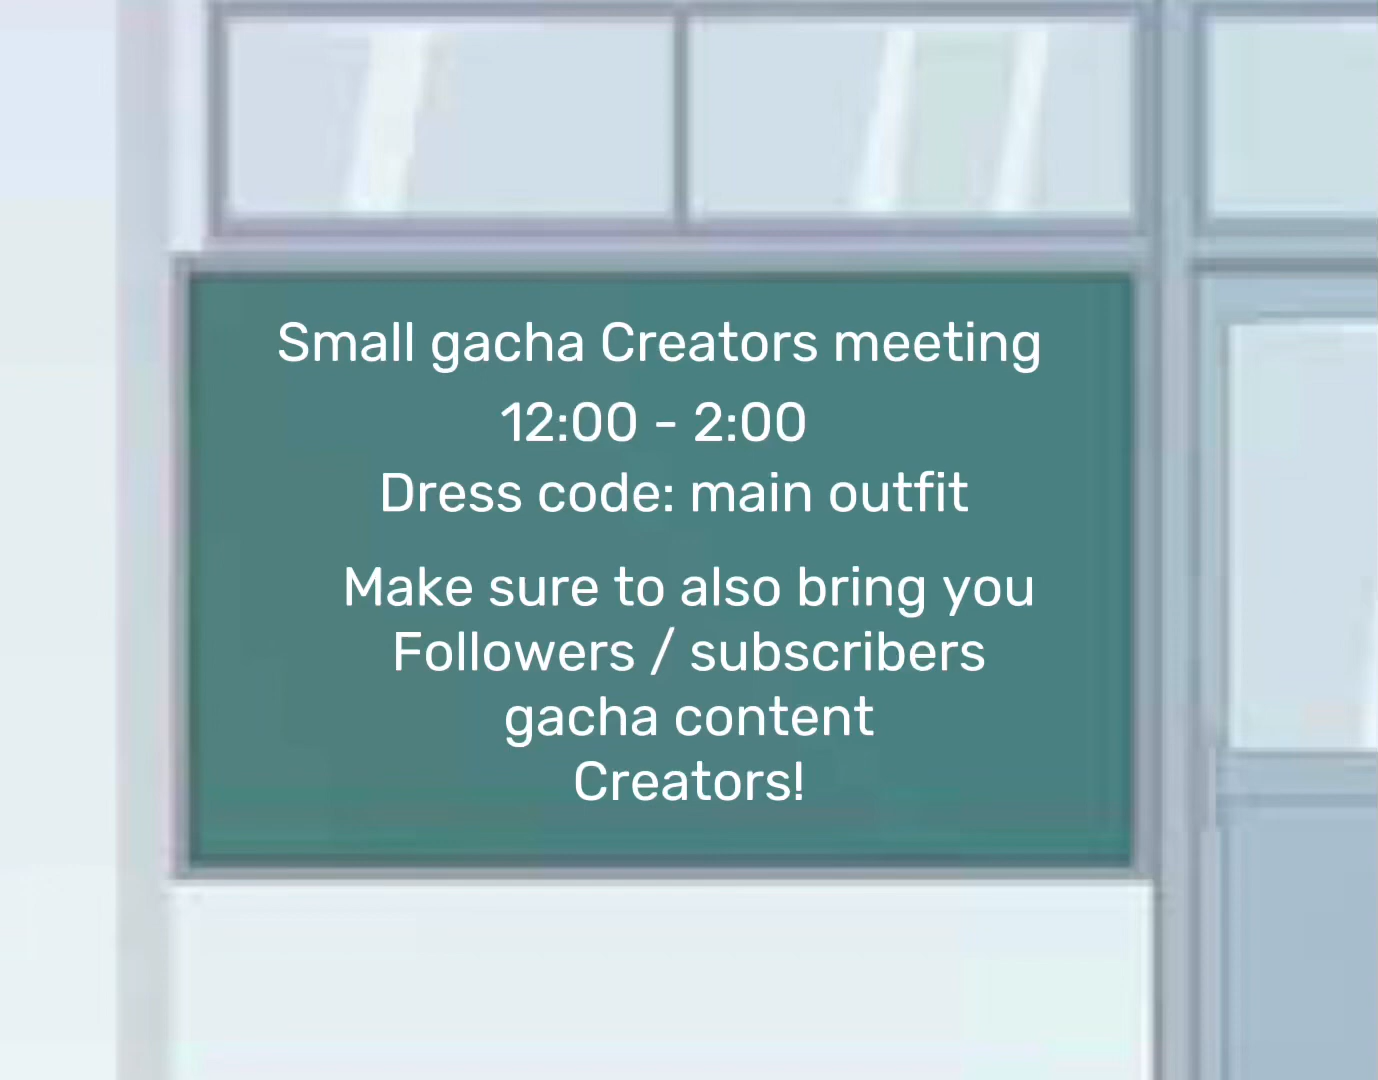 Small gacha Creators meeting
12:00 - 2:00
Dress code: main outfit
Make sure to also bring you
Followers / subscribers
gacha content
Creators!